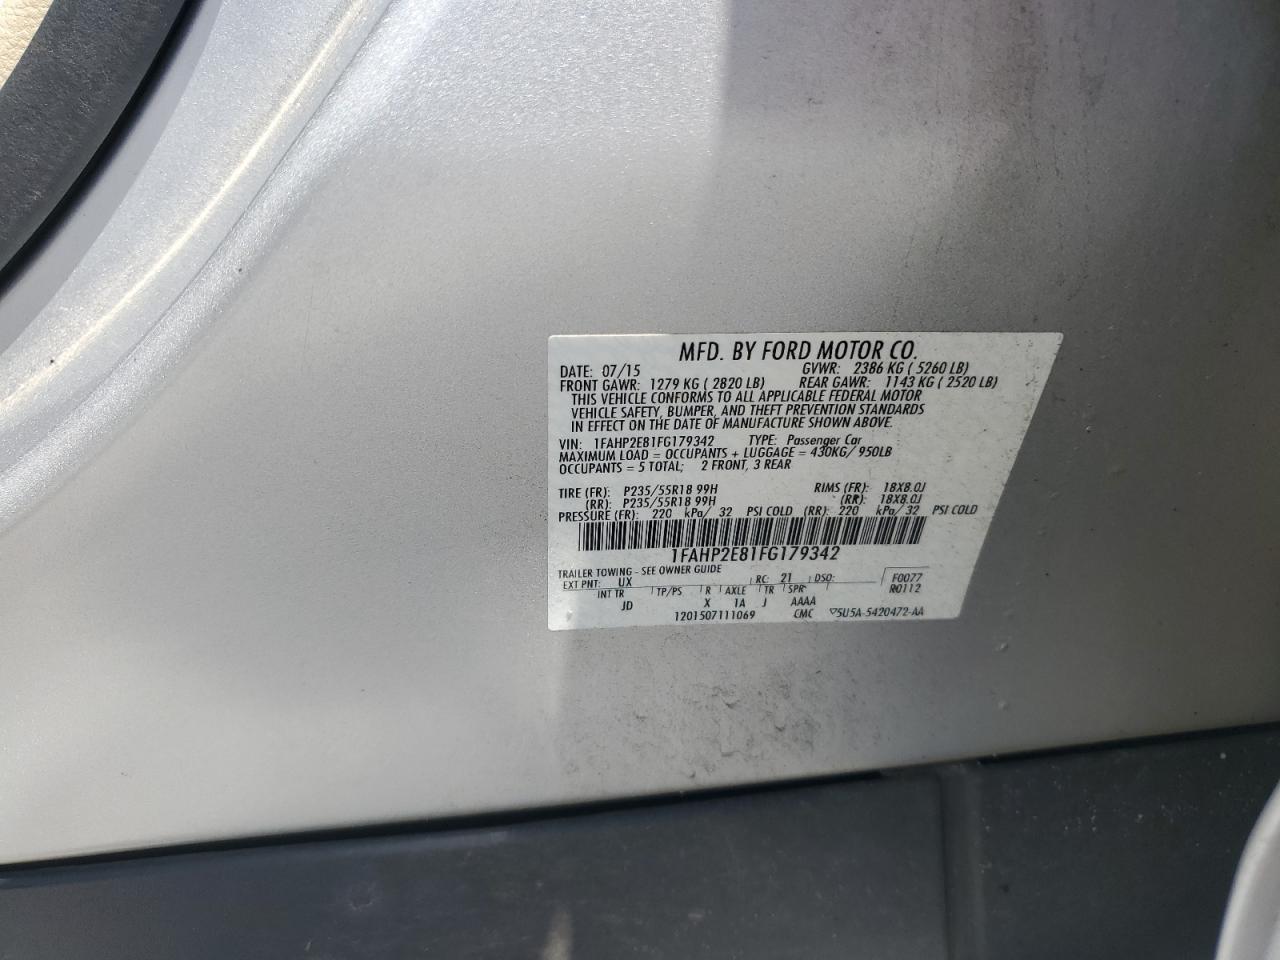 MFD. BY FORD MOTOR CO.
DATE: 07/15 GVWR: 2386 KG ( 5260 LB)
FRONT GAWR: 1279 KG ( 2820 LB) REAR GAWR: 1143 KG ( 2520 LB)
THIS VEHICLE CONFORMS TO ALL APPLICABLE FEDERAL MOTOR
VEHICLE SAFETY, BUMPER, AND THEFT PREVENTION STANDARDS
IN EFFECT ON THE DATE OF MANUFACTURE SHOWN ABOVE.
VIN: 1FAHP2E81FG179342 TYPE: Passenger Car
MAXIMUM LOAD = OCCUPANTS + LUGGAGE = 430KG/ 950LB
OCCUPANTS = 5 TOTAL; 2 FRONT, 3 REAR
TIRE (FR): P235/55R18 99H RIMS (FR): 18X8.0J
(RR): P235/55R18 99H (RR): 18X8.0J
PRESSURE (FR): 220 kPa/ 32 PSI COLD (RR): 220 kPa/ 32 PSI COLD
1FAHP2E81FG179342
TRAILER TOWING - SEE OWNER GUIDE
EXT PNT: UX RC: 21 DSO: F0077
INT TR TP/PS R AXLE TR SPR R0112
JD X 1A J AAAA
1201507111069 CMC ▽5U5A-5420472-AA